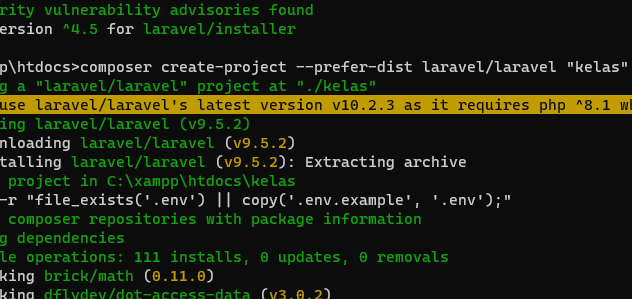 rity vulnerability advisories found
ersion ^4.5 for laravel/installer
p\htdocs>composer create-project --prefer-dist laravel/laravel "kelas"
g a "laravel/laravel" project at "./kelas"
use laravel/laravel's latest version v10.2.3 as it requires php ^8.1 wh
ing laravel/laravel (v9.5.2)
nloading laravel/laravel (v9.5.2)
talling laravel/laravel (v9.5.2): Extracting archive
project in C:\xampp\htdocs\kelas
-r "file_exists('.env') || copy('.env.example', '.env');"
composer repositories with package information
g dependencies
le operations: 111 installs, 0 updates, 0 removals
king brick/math (0.11.0)
king dflydev/dot-access-data (v3.0.2)